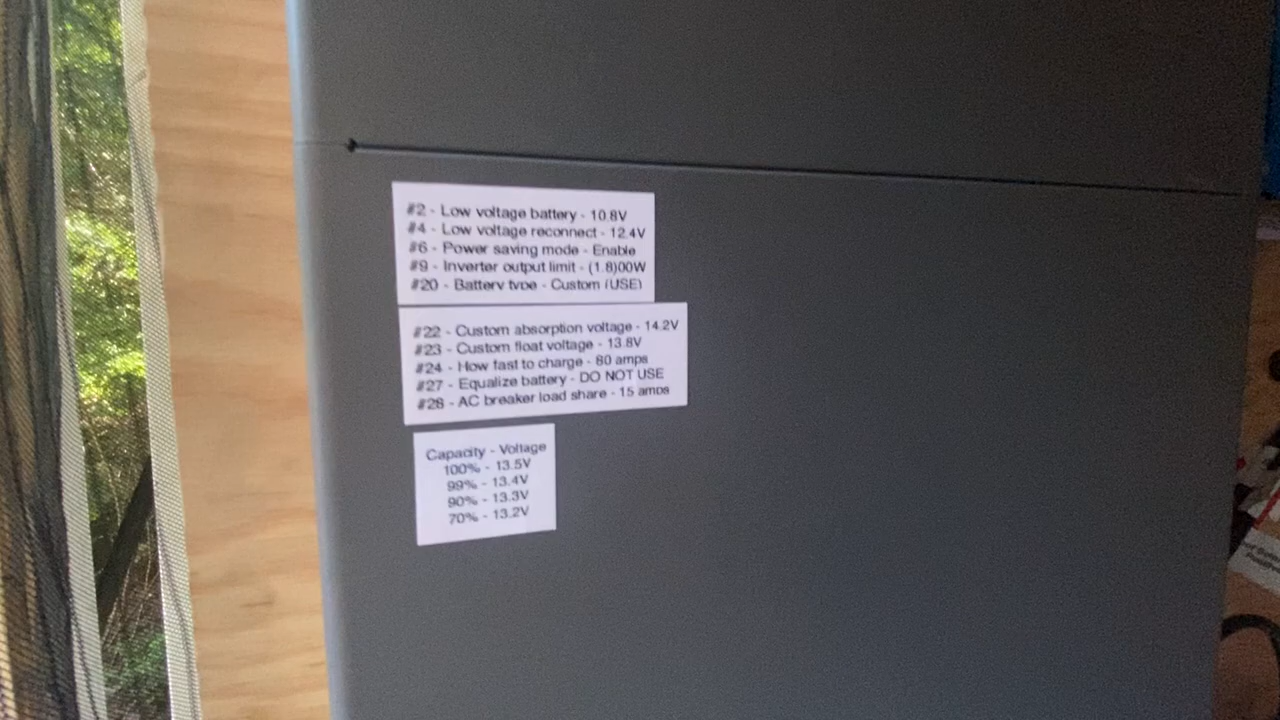 #2 - Low voltage battery - 10.8V
#4 - Low voltage reconnect - 12.4V
#6 - Power saving mode - Enable
#9 - Inverter output limit - (1.8)00W
#20 - Battery type - Custom (USE)
#22 - Custom absorption voltage - 14.2V
#23 - Custom float voltage - 13.8V
#24 - How fast to charge - 80 amps
#27 - Equalize battery - DO NOT USE
#28 - AC breaker load share - 15 amps
Capacity - Voltage
100% - 13.5V
99% - 13.4V
90% - 13.3V
70% - 13.2V